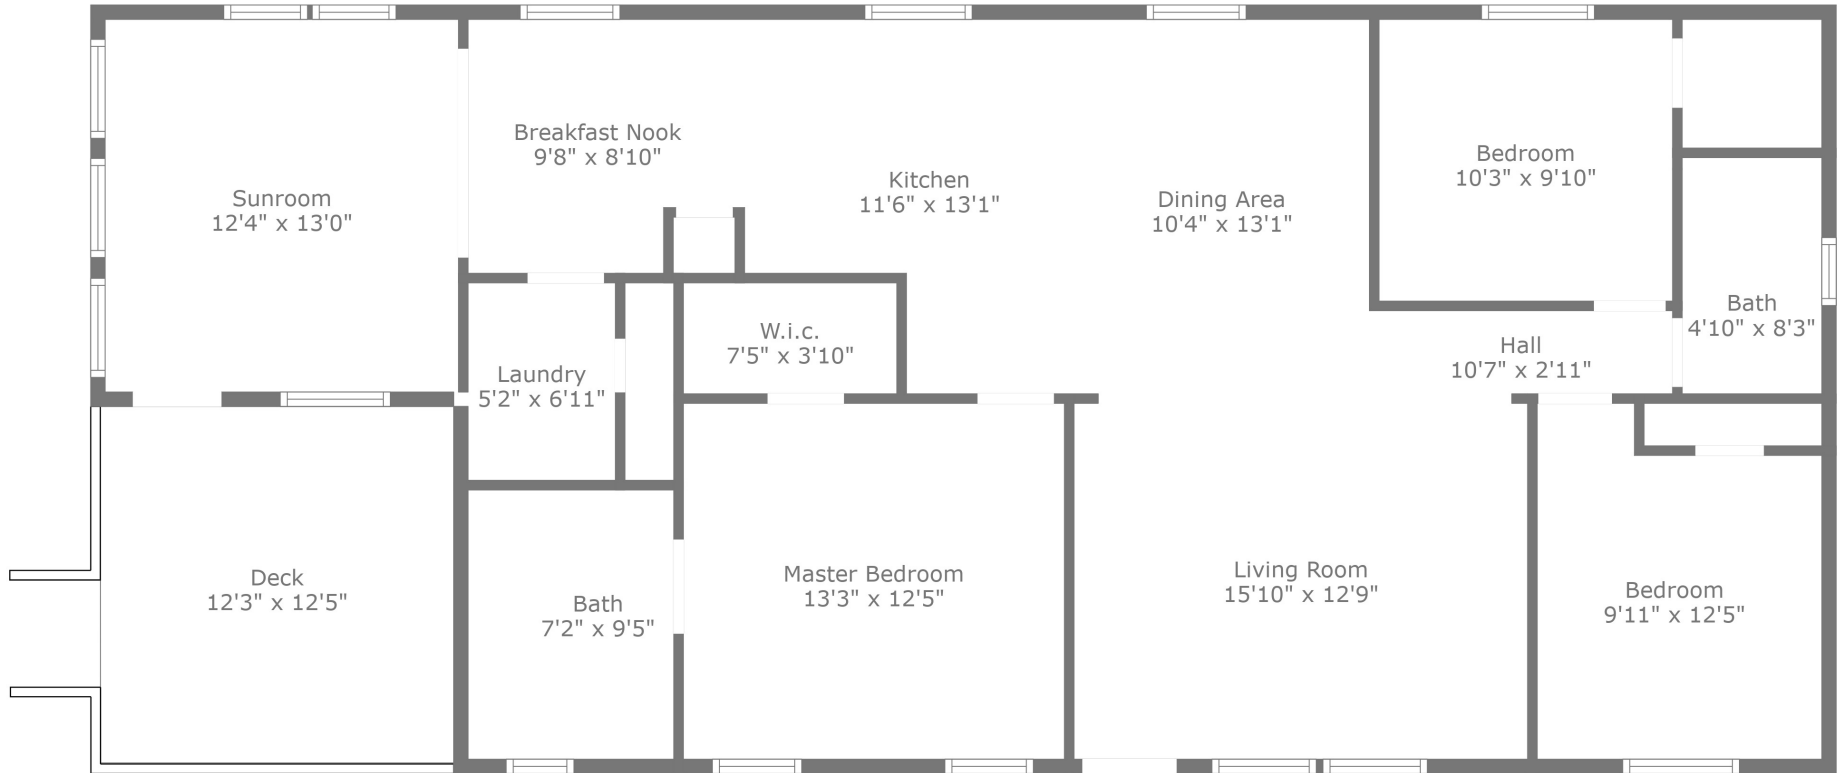 Breakfast Nook
9'8" x 8'10"
Kitchen
11'6" x 13'1"
Dining Area
10'4" x 13'1"
Bedroom
10'3" x 9'10"
Sunroom
12'4" x 13'0"
W.i.c.
7'5" x 3'10"
Laundry
5'2" x 6'11"
Hall
10'7" x 2'11"
Bath
4'10" x 8'3"
Deck
12'3" x 12'5"
Bath
7'2" x 9'5"
Master Bedroom
13'3" x 12'5"
Living Room
15'10" x 12'9"
Bedroom
9'11" x 12'5"